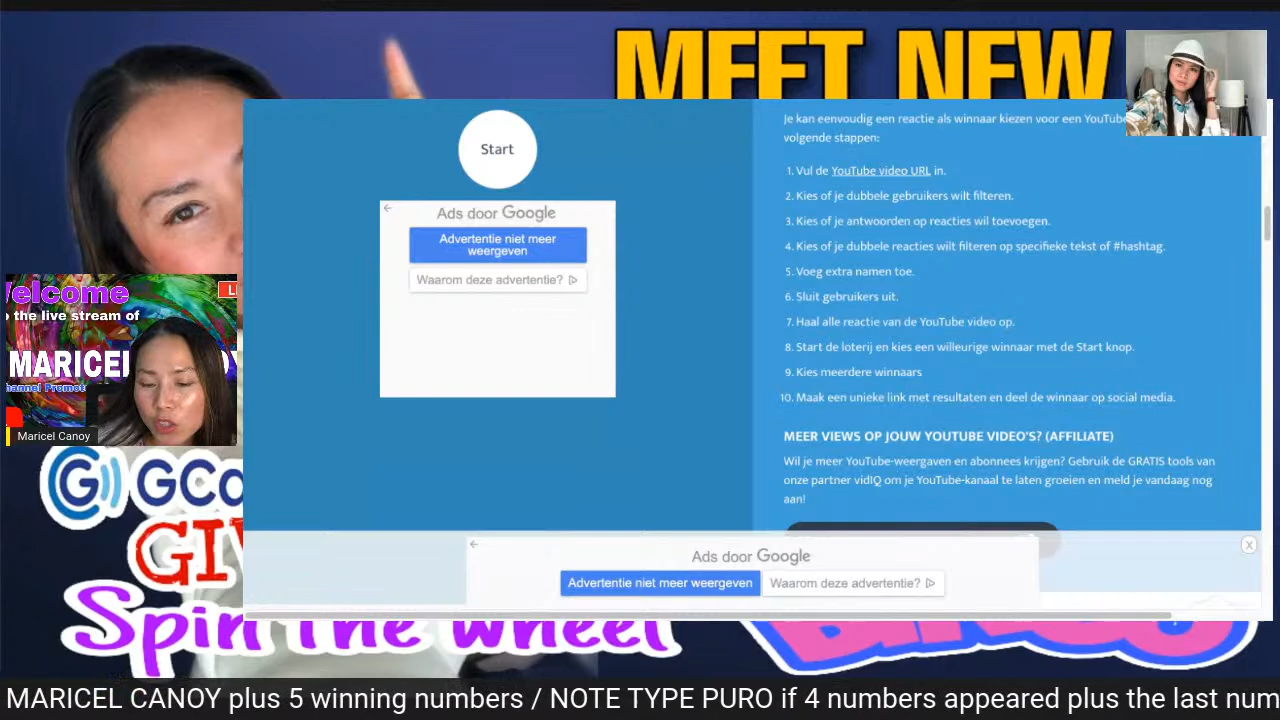 MEET NEW
Start
Ads door Google
Advertentie niet meer
weergeven
Waarom deze advertentie?
Je kan eenvoudig een reactie als winnaar kiezen voor een YouTube
volgende stappen:
1. Vul de YouTube video URL in.
2. Kies of je dubbele gebruikers wilt filteren.
3. Kies of je antwoorden op reacties wil toevoegen.
4. Kies of je dubbele reacties wilt filteren op specifieke tekst of #hashtag.
5. Voeg extra namen toe.
6. Sluit gebruikers uit.
7. Haal alle reactie van de YouTube video op.
8. Start de loterij en kies een willeurige winnaar met de Start knop.
9. Kies meerdere winnaars
10. Maak een unieke link met resultaten en deel de winnaar op social media.
MEER VIEWS OP JOUW YOUTUBE VIDEO'S? (AFFILIATE)
Wil je meer YouTube-weergaven en abonnees krijgen? Gebruik de GRATIS tools van
onze partner vidIQ om je YouTube-kanaal te laten groeien en meld je vandaag nog
aan!
Ads door Google
Advertentie niet meer weergeven
Waarom deze advertentie?
X
Welcome
the live stream of
MARICEL
Maricel Canoy
GCa
GIV
Spin the wheel
BINGO
MARICEL CANOY plus 5 winning numbers / NOTE TYPE PURO if 4 numbers appeared plus the last num